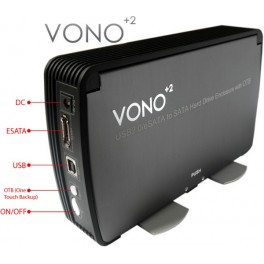 VONO+2
DC
ESATA
USB
OTB (One
Touch Backup)
ON/OFF
VONO+2
USB2.0/eSATA to SATA Hard Drive Enclosure with OTB